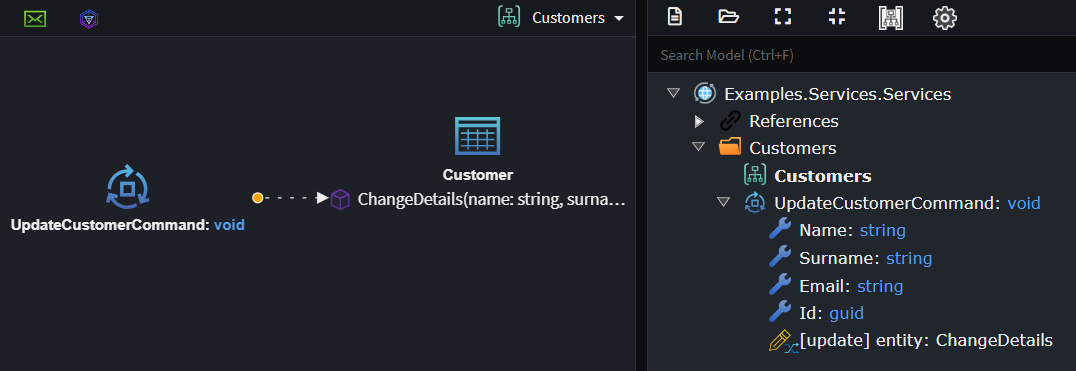 Customers
Customer
ChangeDetails(name: string, surna...
UpdateCustomerCommand: void
Search Model (Ctrl+F)
Examples.Services.Services
References
Customers
Customers
UpdateCustomerCommand: void
Name: string
Surname: string
Email: string
Id: guid
[update] entity: ChangeDetails